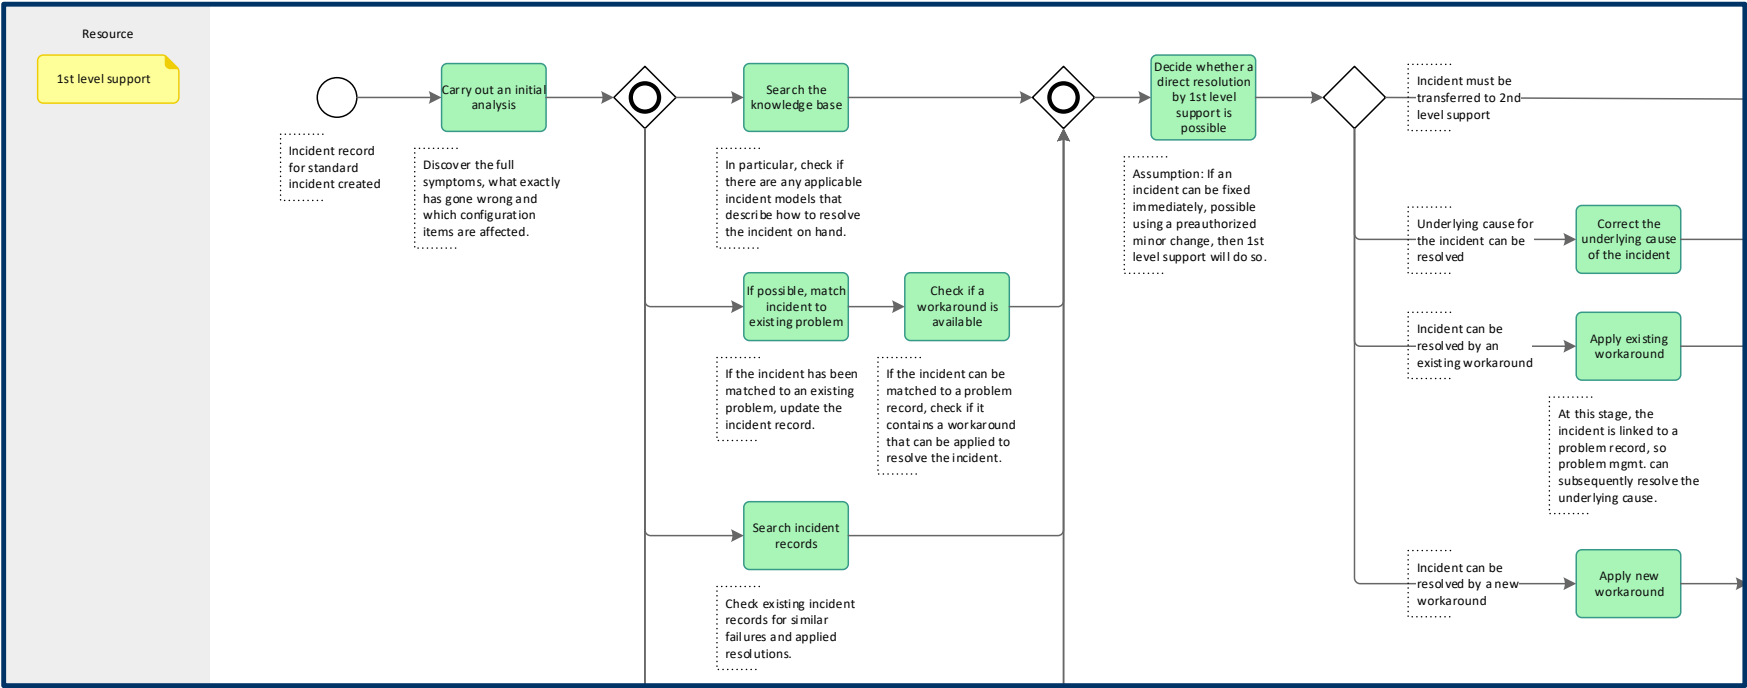 Resource
1st level support
Incident record
for standard
incident created
Carry out an initial
analysis
Discover the full
symptoms, what exactly
has gone wrong and
which configuration
items are affected.
Search the
knowledge base
In particular, check if
there are any applicable
incident models that
describe how to resolve
the incident on hand.
If possible, match
incident to
existing problem
If the incident has been
matched to an existing
problem, update the
incident record.
Check if a
workaround is
available
If the incident can be
matched to a problem
record, check if it
contains a workaround
that can be applied to
resolve the incident.
Search incident
records
Check existing incident
records for similar
failures and applied
resolutions.
Decide whether a
direct resolution
by 1st level
support is
possible
Assumption: If an
incident can be fixed
immediately, possible
using a preauthorized
minor change, then 1st
level support will do so.
Incident must be
transferred to 2nd
level support
Underlying cause for
the incident can be
resolved
Correct the
underlying cause
of the incident
Incident can be
resolved by an
existing workaround
Apply existing
workaround
At this stage, the
incident is linked to a
problem record, so
problem mgmt. can
subsequently resolve the
underlying cause.
Incident can be
resolved by a new
workaround
Apply new
workaround